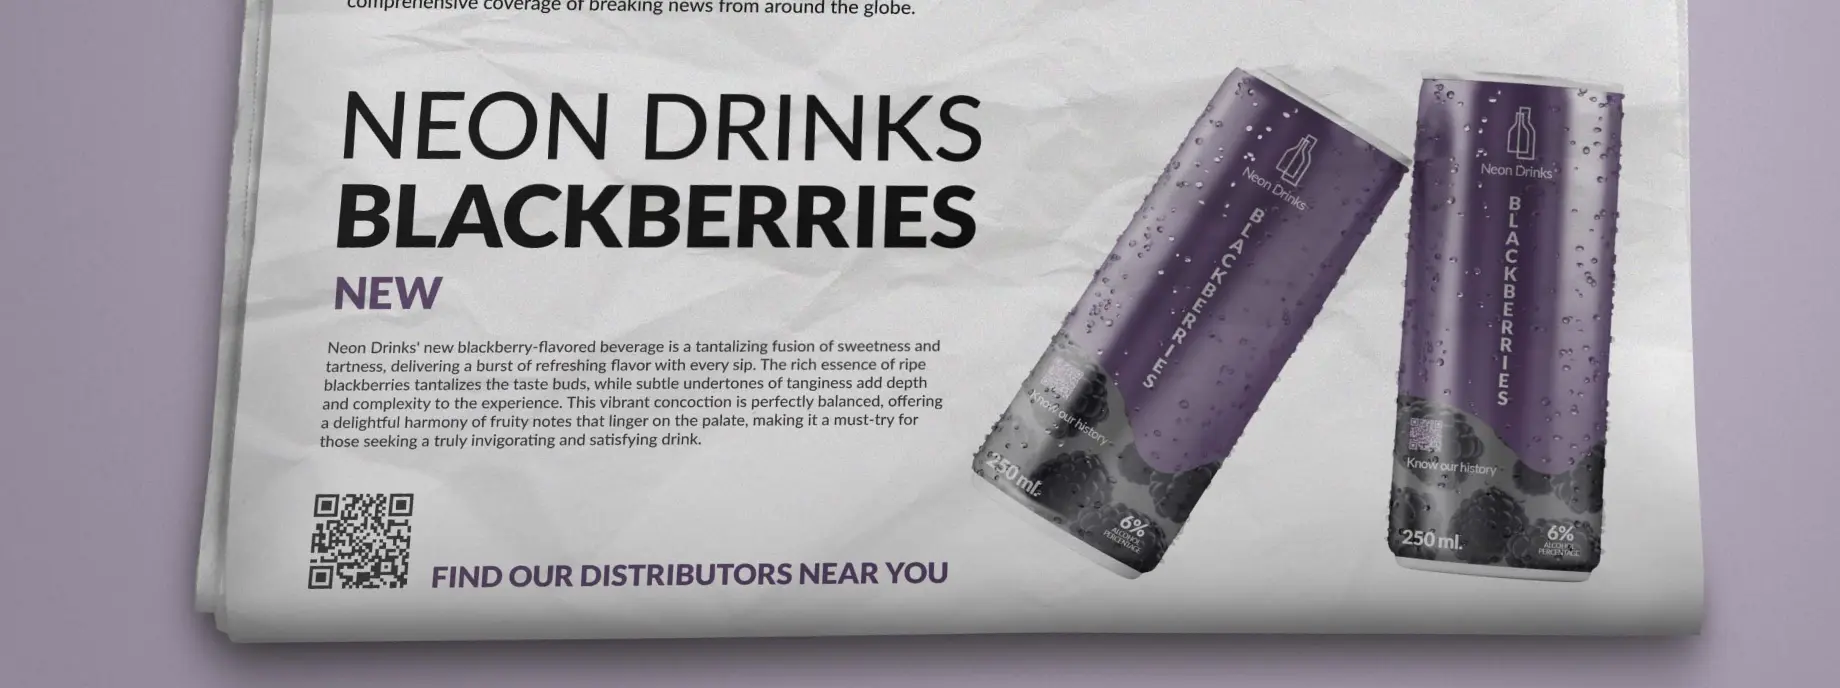 comprehensive coverage of breaking news from around the globe.
NEON DRINKS
BLACKBERRIES
NEW
Neon Drinks' new blackberry-flavored beverage is a tantalizing fusion of sweetness and
tartness, delivering a burst of refreshing flavor with every sip. The rich essence of ripe
blackberries tantalizes the taste buds, while subtle undertones of tanginess add depth
and complexity to the experience. This vibrant concoction is perfectly balanced, offering
a delightful harmony of fruity notes that linger on the palate, making it a must-try for
those seeking a truly invigorating and satisfying drink.
FIND OUR DISTRIBUTORS NEAR YOU
Neon Drinks
BLACKBERRIES
Know our history
250 ml.
6%
ALCOHOL
PERCENTAGE
Neon Drinks
BLACKBERRIES
Know our history
250 ml.
6%
ALCOHOL
PERCENTAGE